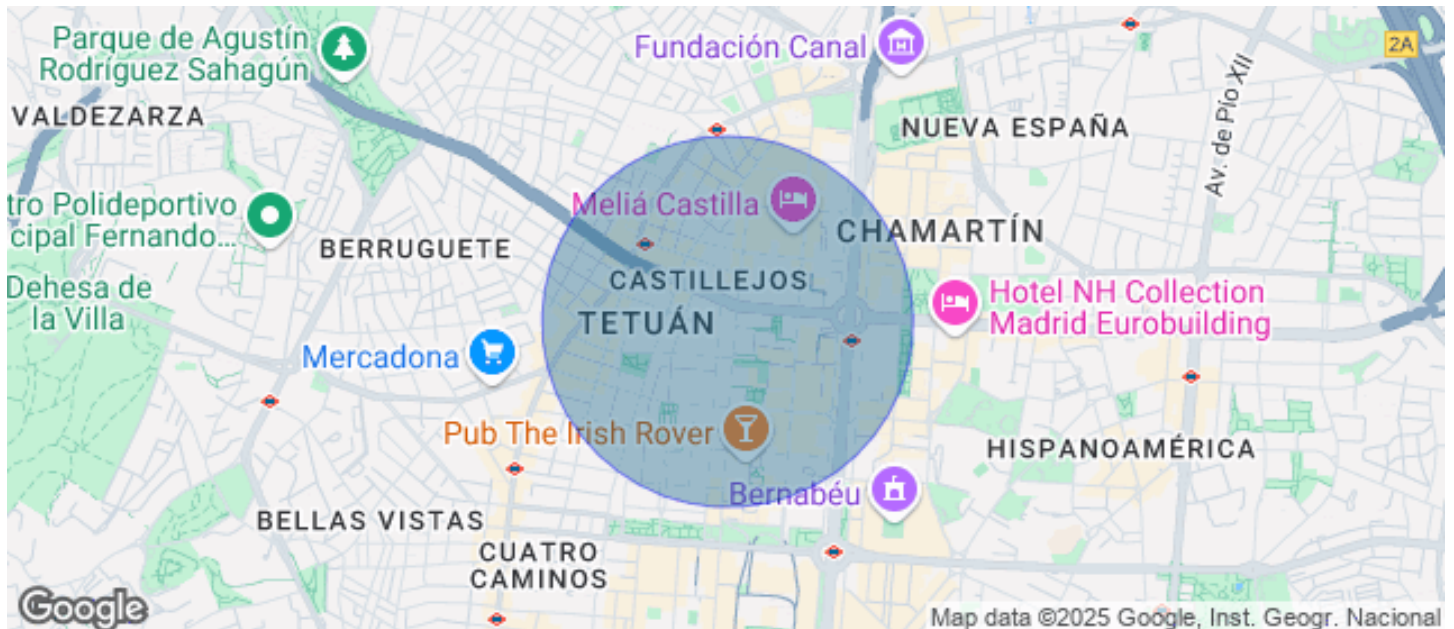 Parque de Agustín
Rodríguez Sahagún
Fundación Canal
2A
VALDEZARZA
NUEVA ESPAÑA
Av. de Pío XII
tro Polideportivo
cipal Fernando...
Meliá Castilla
CHAMARTÍN
BERRUGUETE
CASTILLEJOS
Dehesa de
la Villa
TETUÁN
Hotel NH Collection
Madrid Eurobuilding
Mercadona
Pub The Irish Rover
HISPANOAMÉRICA
Bernabéu
BELLAS VISTAS
CUATRO
CAMINOS
Google
Map data ©2025 Google, Inst. Geogr. Nacional